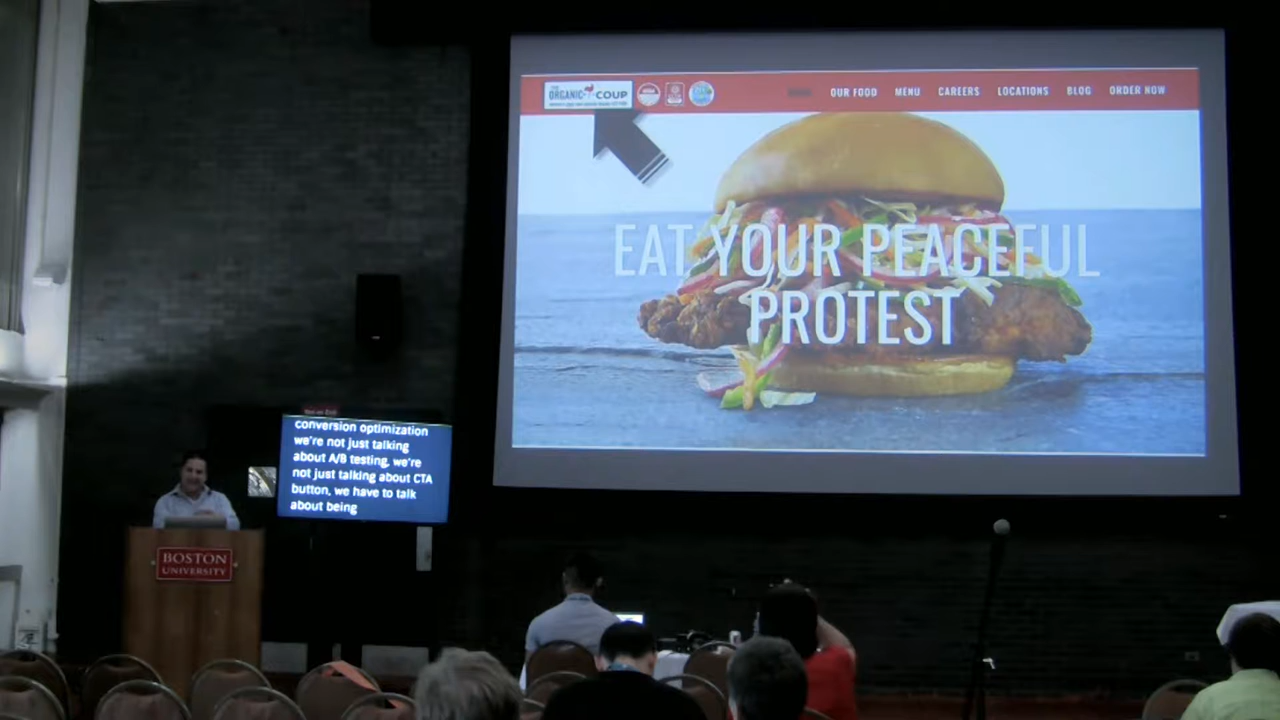 THE
ORGANIC COUP
OUR FOOD MENU CAREERS LOCATIONS BLOG ORDER NOW
EAT YOUR PEACEFUL
PROTEST
conversion optimization
we're not just talking
about A/B testing, we're
not just talking about CTA
button, we have to talk
about being
BOSTON
UNIVERSITY